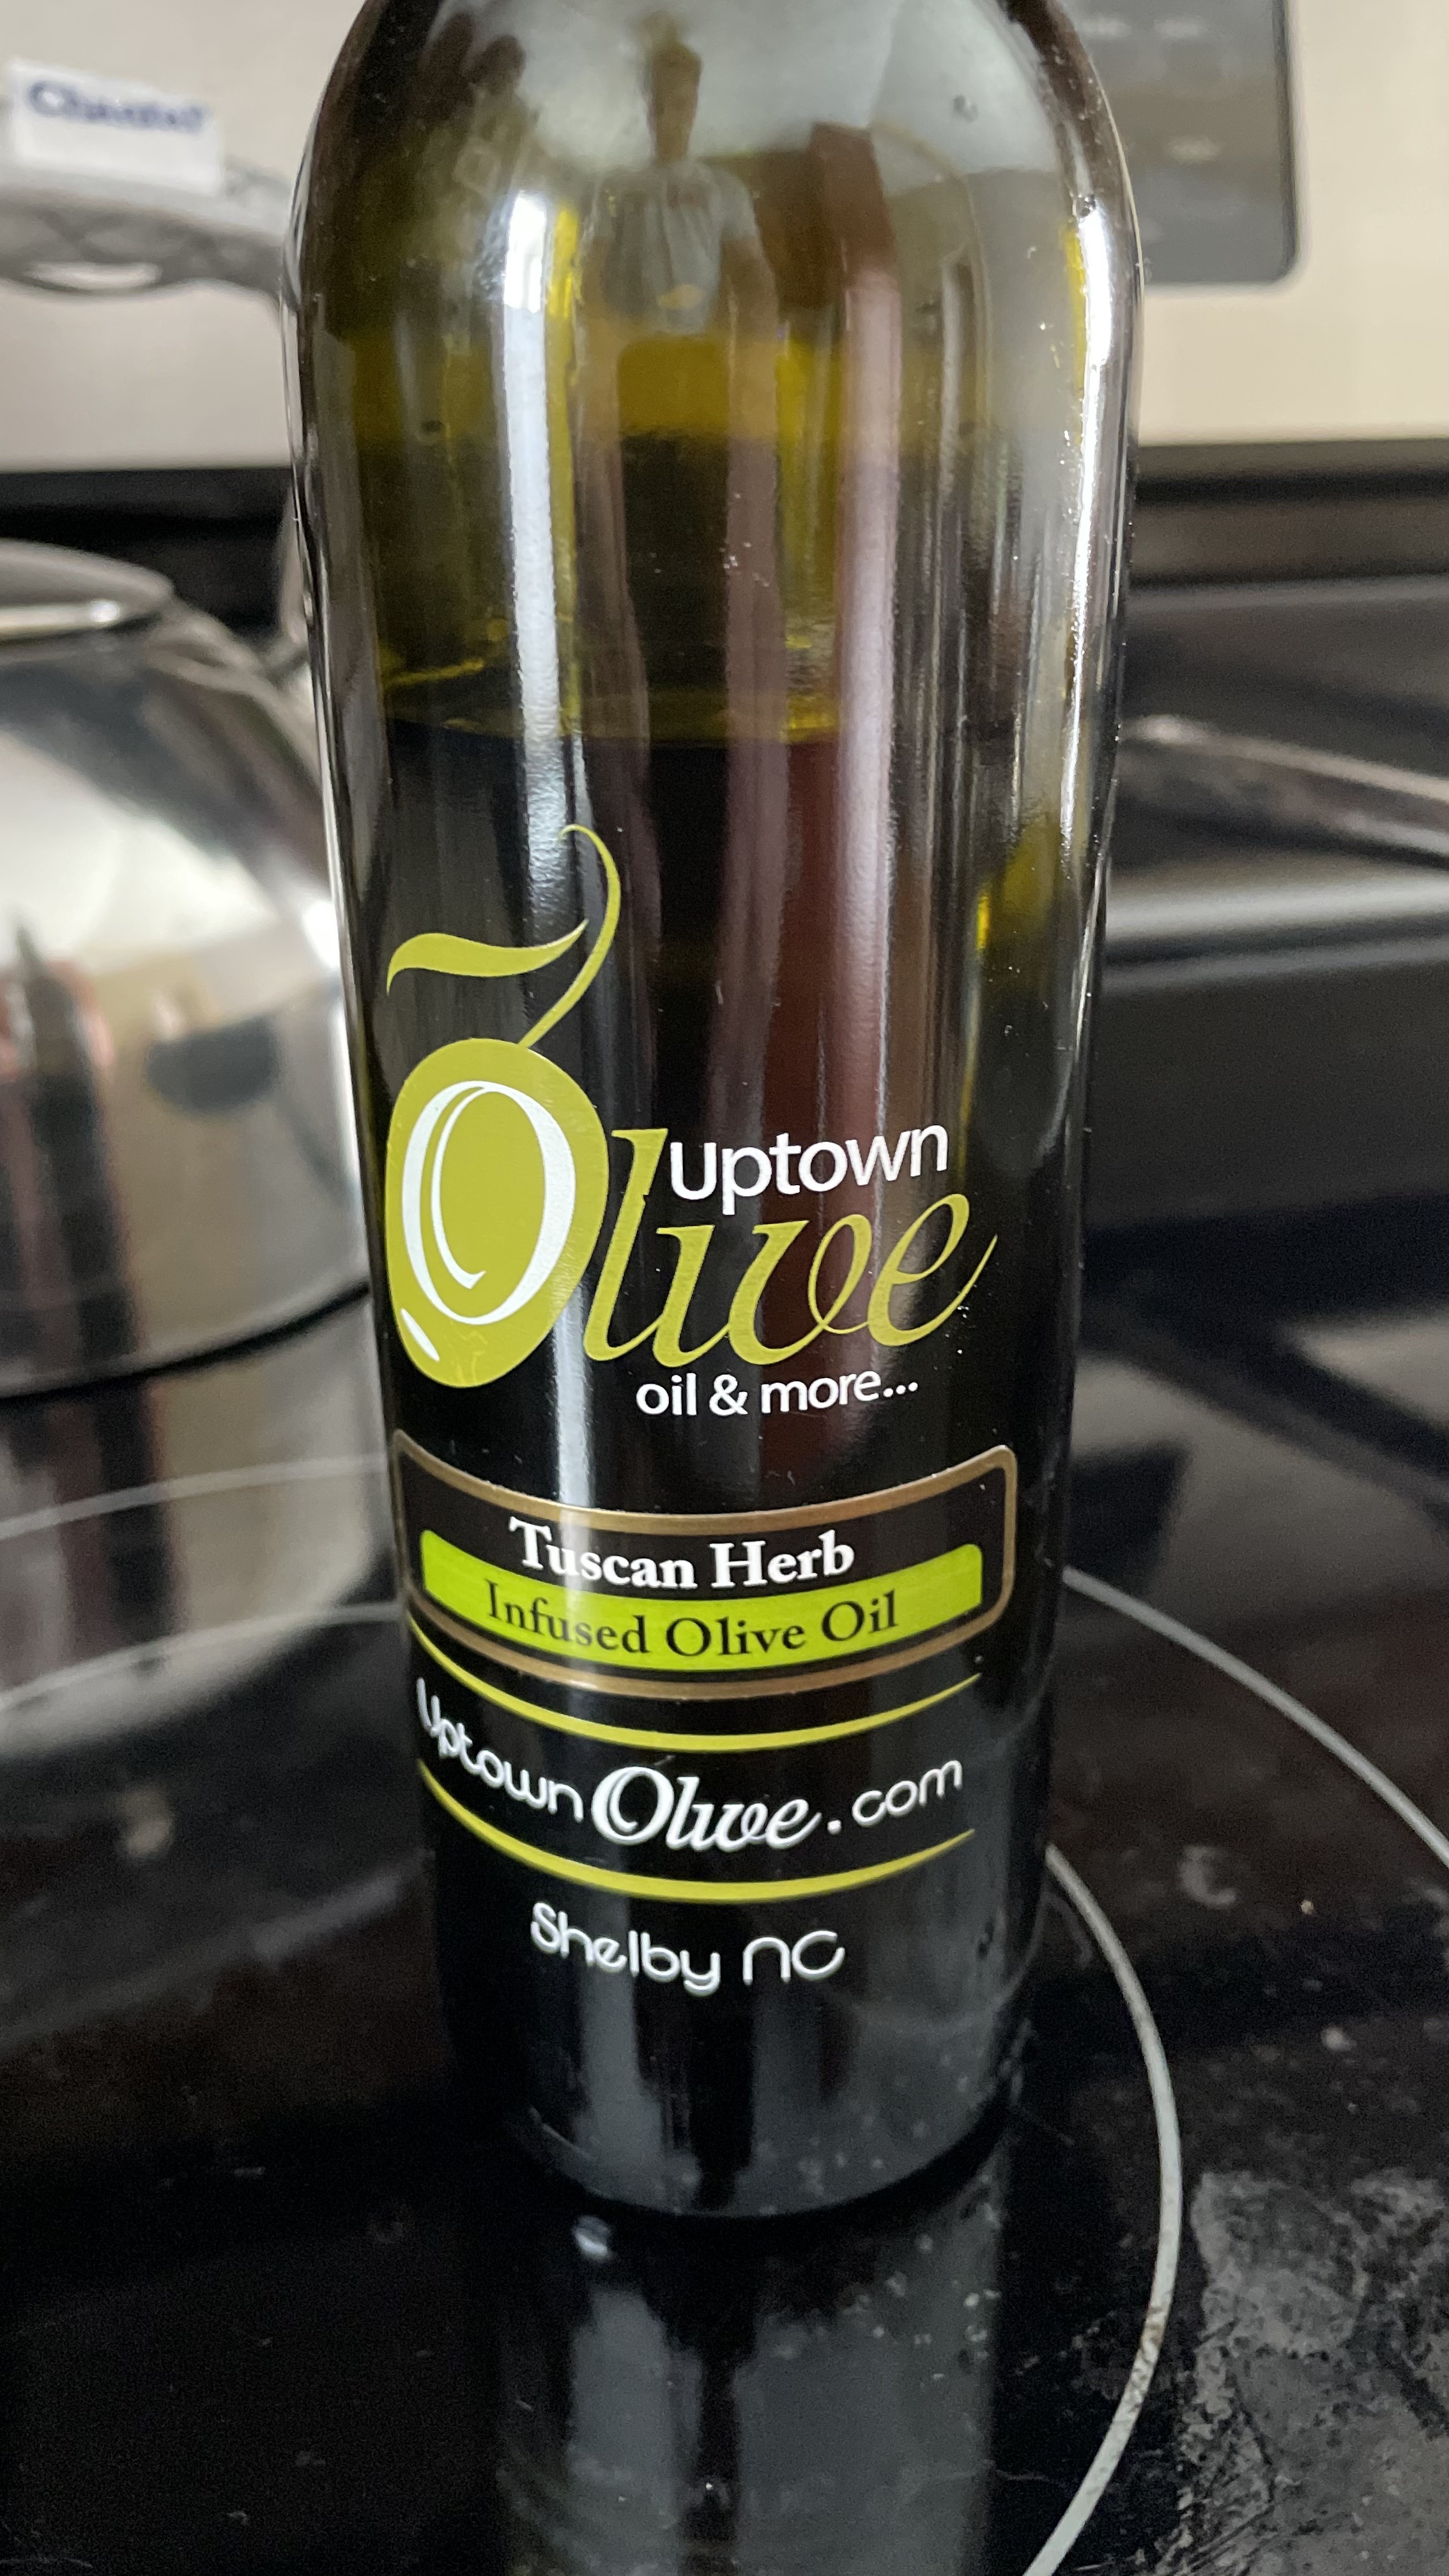 Uptown
Olive
oil & more...
Tuscan Herb
Infused Olive Oil
UptownOlive.com
Shelby NC